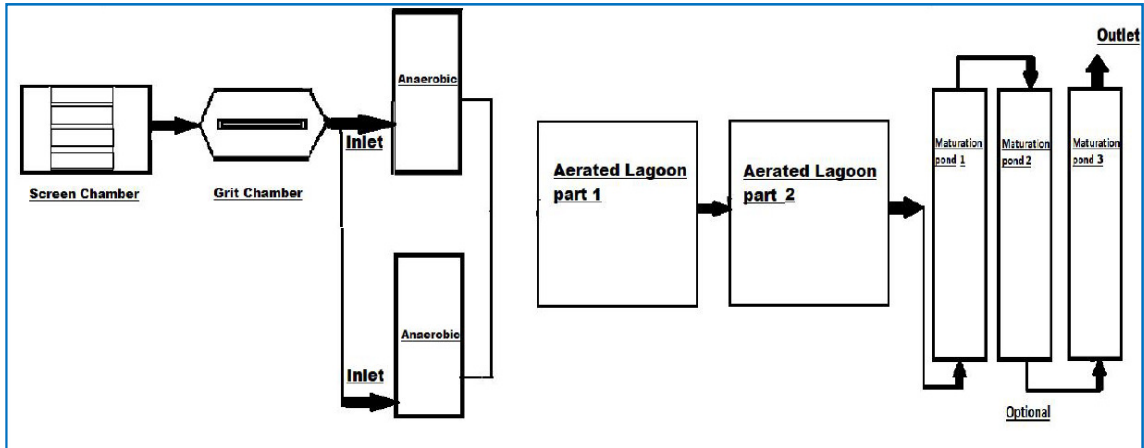 Screen Chamber
Grit Chamber
Inlet
Anaerobic
Inlet
Anaerobic
Aerated Lagoon
part 1
Aerated Lagoon
part 2
Maturation
pond 1
Maturation
pond 2
Maturation
pond 3
Outlet
Optional